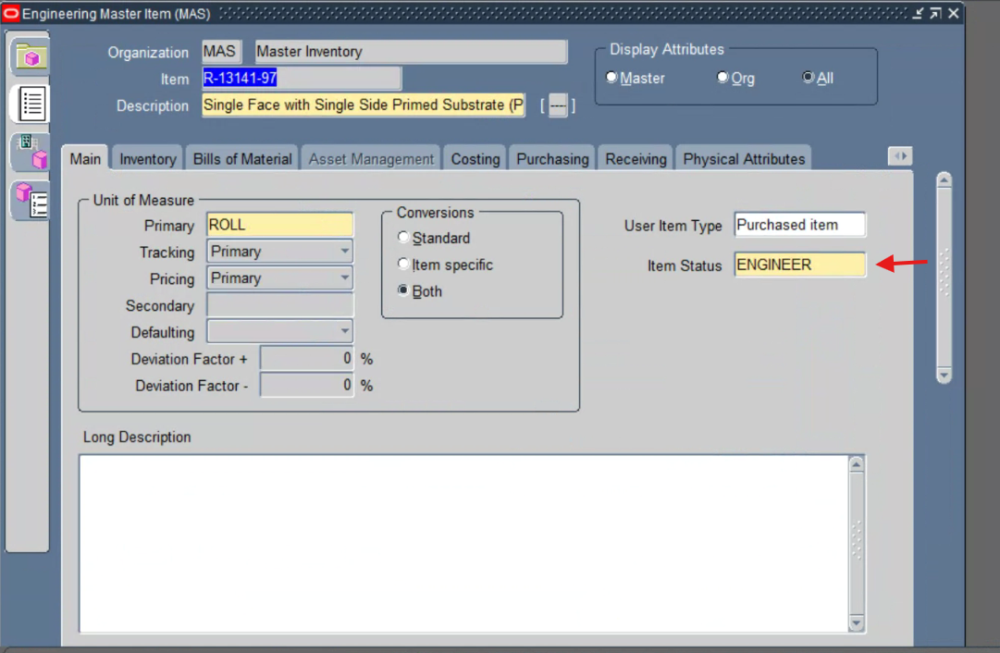 Engineering Master Item (MAS)
Organization MAS Master Inventory
Item R-13141-97
Description Single Face with Single Side Primed Substrate (P [ ---- ]
Display Attributes
Master Org All
Main Inventory Bills of Material Asset Management Costing Purchasing Receiving Physical Attributes
Unit of Measure
Primary ROLL
Tracking Primary
Pricing Primary
Secondary
Defaulting
Deviation Factor + 0 %
Deviation Factor - 0 %
Conversions
Standard
Item specific
Both
User Item Type Purchased item
Item Status ENGINEER
Long Description